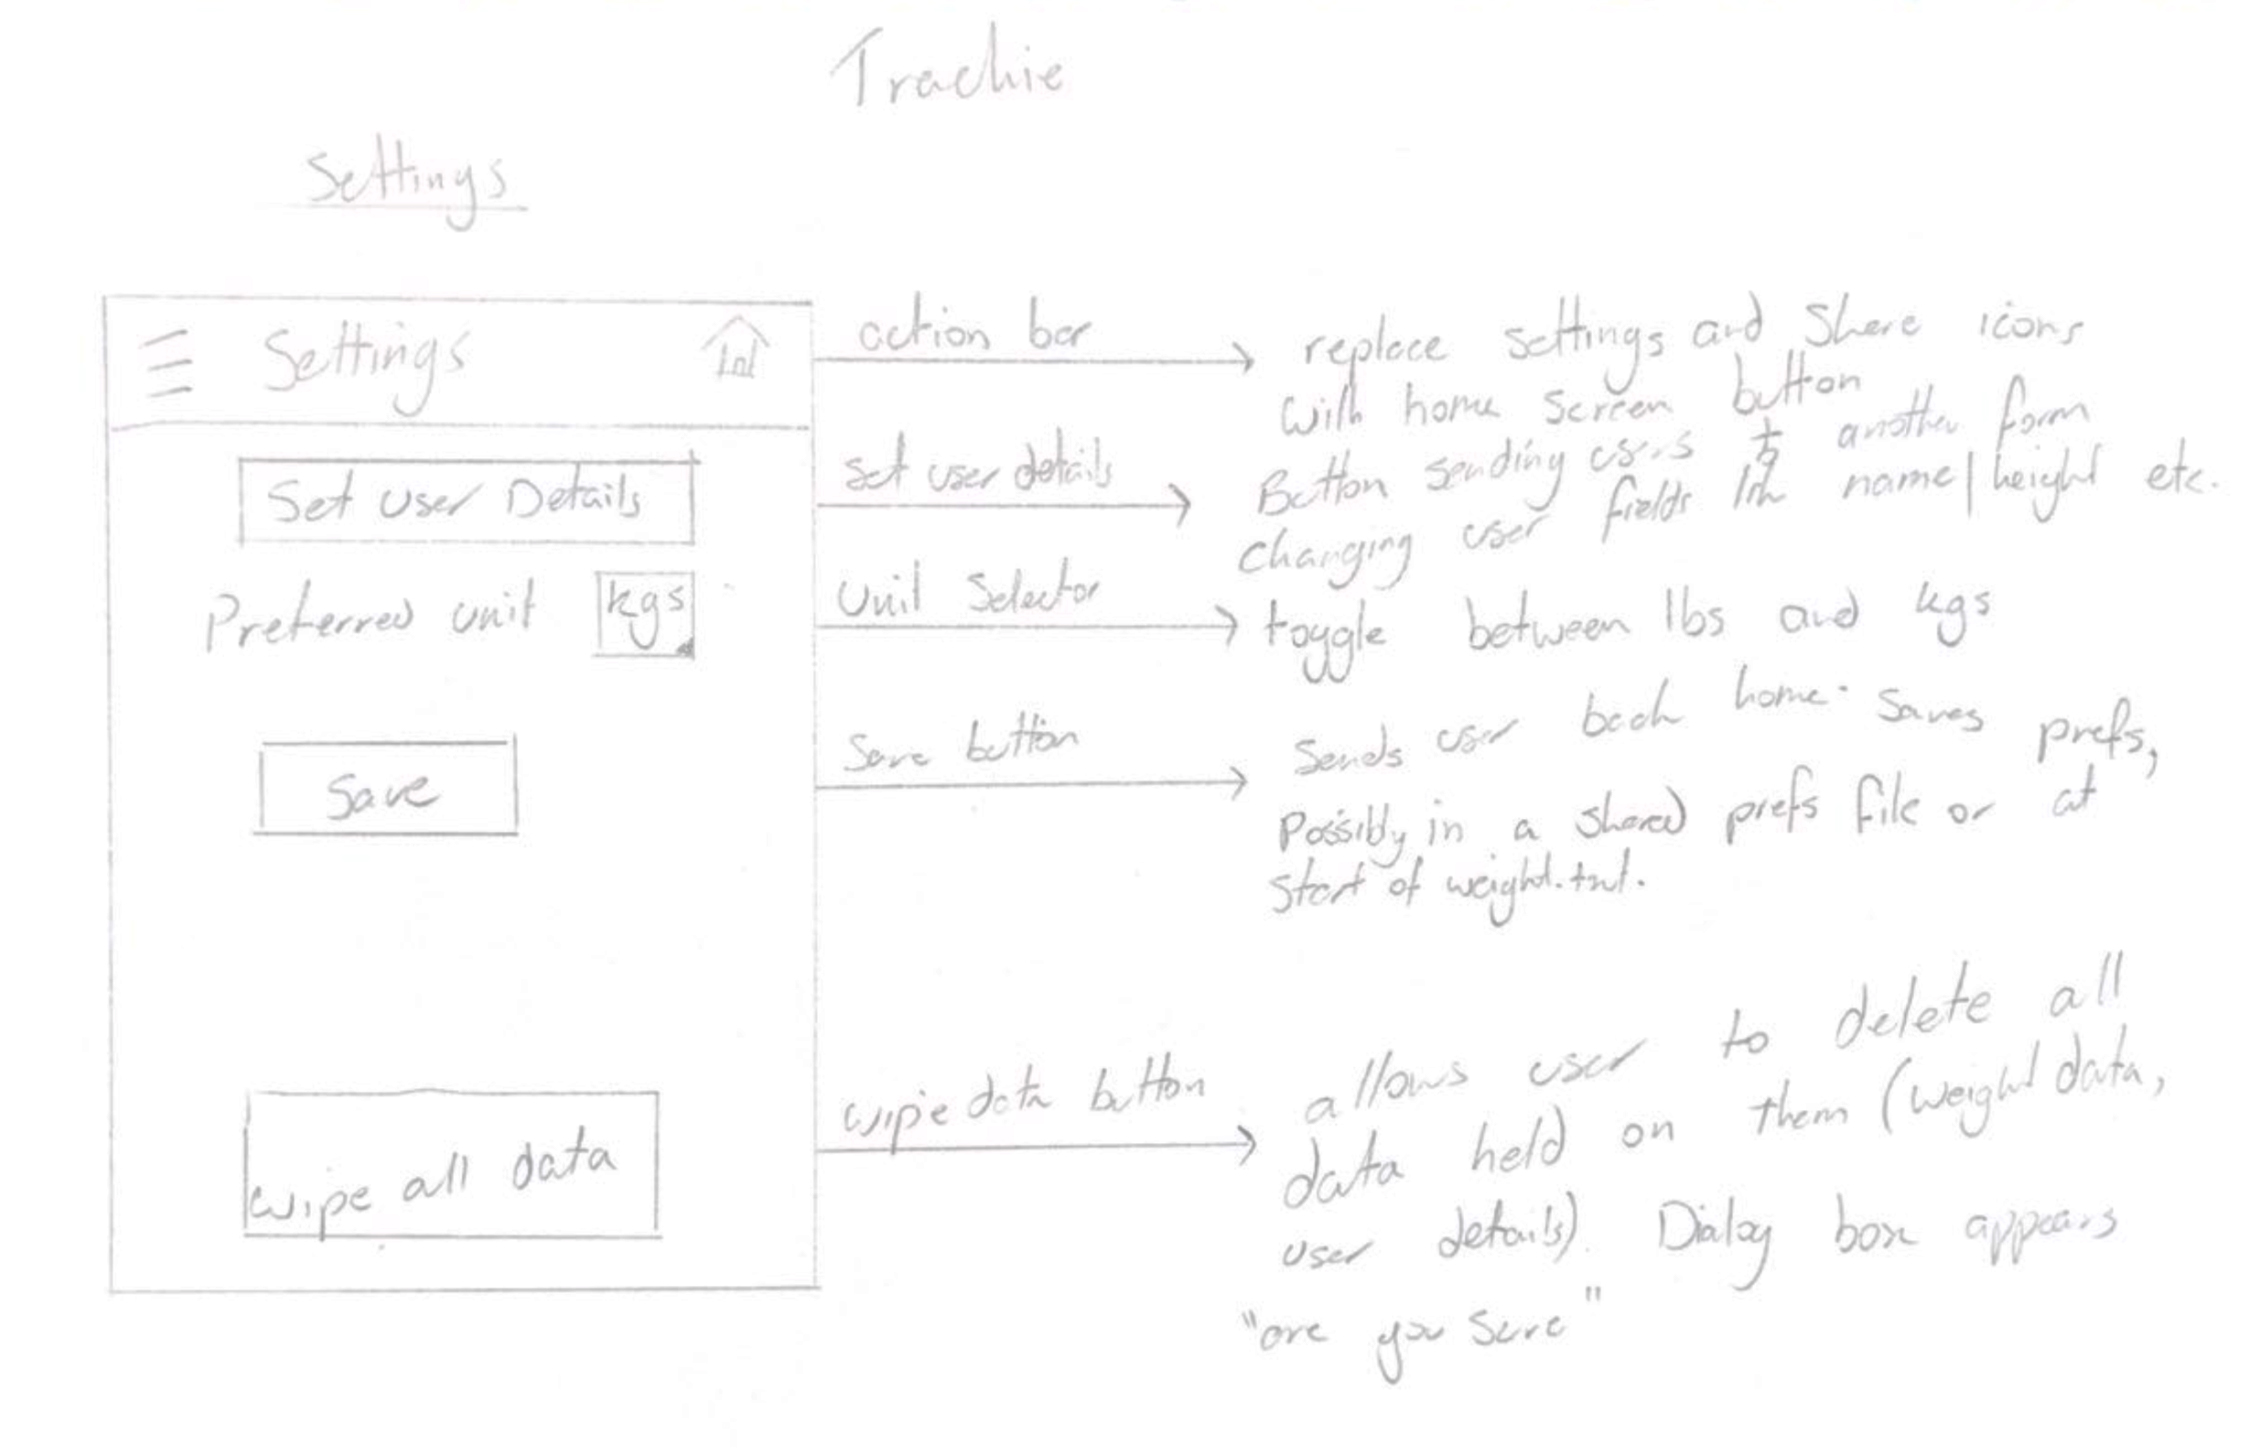 Trackie
Settings
Settings
Set User Details
Preferred unit kgs
Save
Wipe all data
action bar
replace settings and Share icons
with home screen button
set user details
Button sending users to another form
changing user fields like name/height etc.
Unit Selector
toggle between lbs and kgs
Save button
Sends user back home. Saves prefs,
Possibly in a shared prefs file or at
Start of weight.txt.
wipe data button
allows user to delete all
data held on them (weight data,
user details). Dialog box appears
"are you sure"